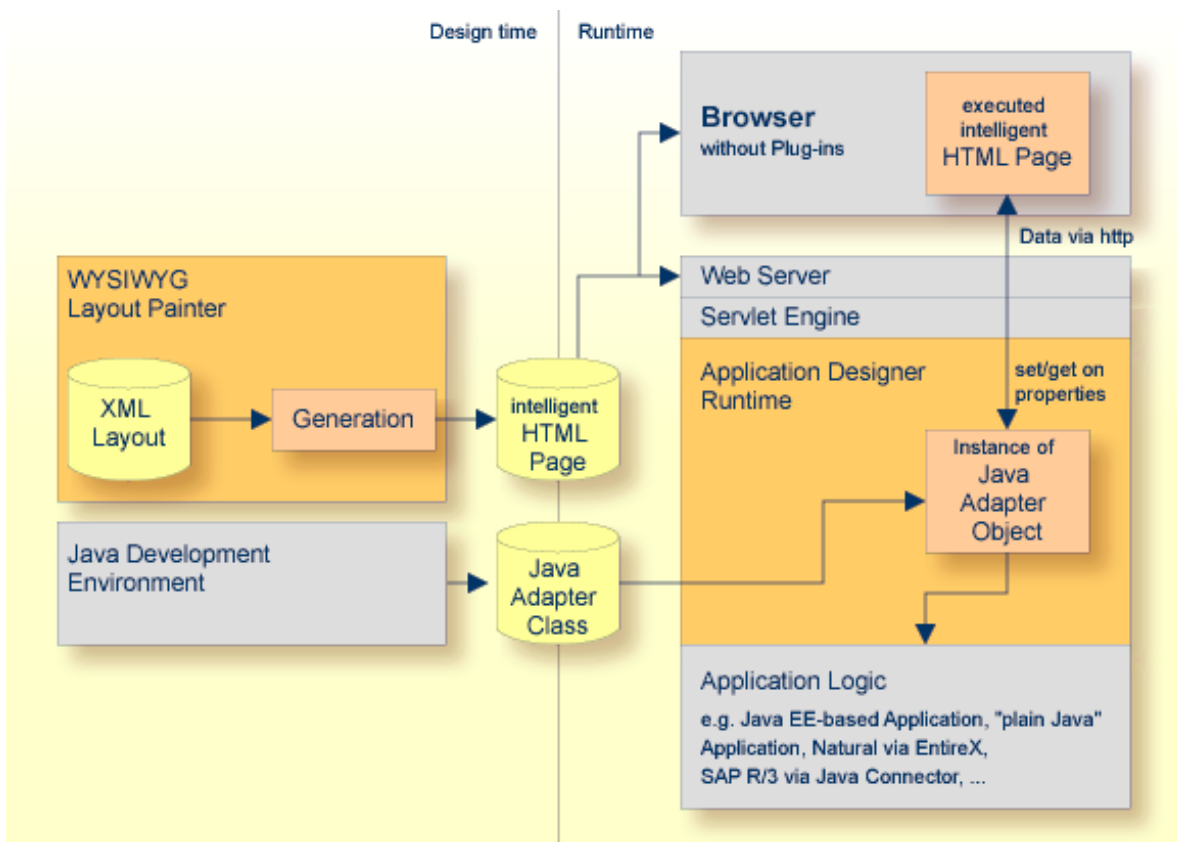 Design time
Runtime
Browser
without Plug-ins
executed
intelligent
HTML Page
Data via http
WYSIWYG
Layout Painter
XML
Layout
Generation
intelligent
HTML
Page
Web Server
Servlet Engine
Application Designer
Runtime
set/get on
properties
Instance of
Java
Adapter
Object
Java Development
Environment
Java
Adapter
Class
Application Logic
e.g. Java EE-based Application, "plain Java"
Application, Natural via EntireX,
SAP R/3 via Java Connector, ...